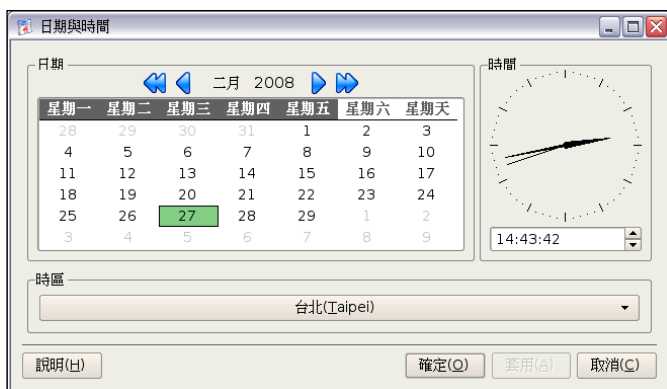 日期與時間
日期
二月 2008
星期一 星期二 星期三 星期四 星期五 星期六 星期天
28 29 30 31 1 2 3
4 5 6 7 8 9 10
11 12 13 14 15 16 17
18 19 20 21 22 23 24
25 26 27 28 29 1 2
3 4 5 6 7 8 9
時間
14:43:42
時區
台北(Taipei)
說明(H)
確定(O)
套用(A)
取消(C)